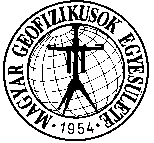 MAGYAR GEOFIZIKUSOK EGYESÜLETE
· 1954 ·